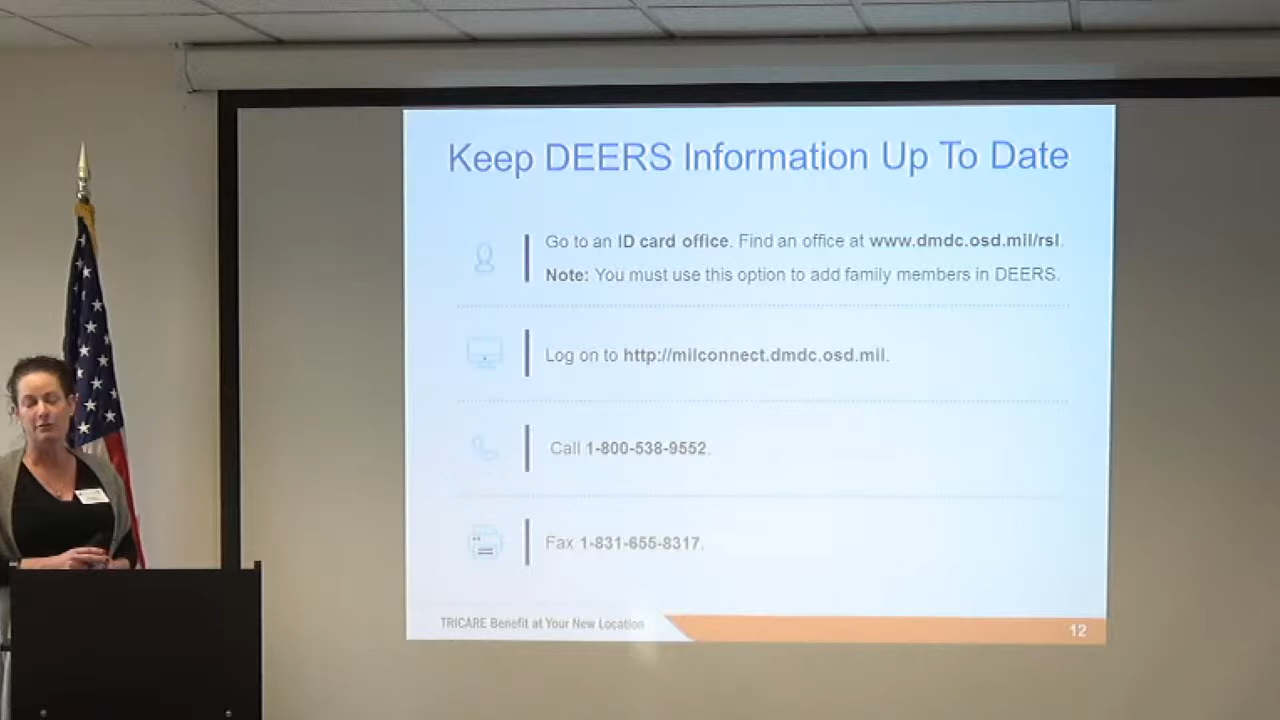 Keep DEERS Information Up To Date
Go to an ID card office. Find an office at www.dmdc.osd.mil/rsl.
Note: You must use this option to add family members in DEERS.
Log on to http://milconnect.dmdc.osd.mil.
Call 1-800-538-9552.
Fax 1-831-655-8317.
TRICARE Benefit at Your New Location
12